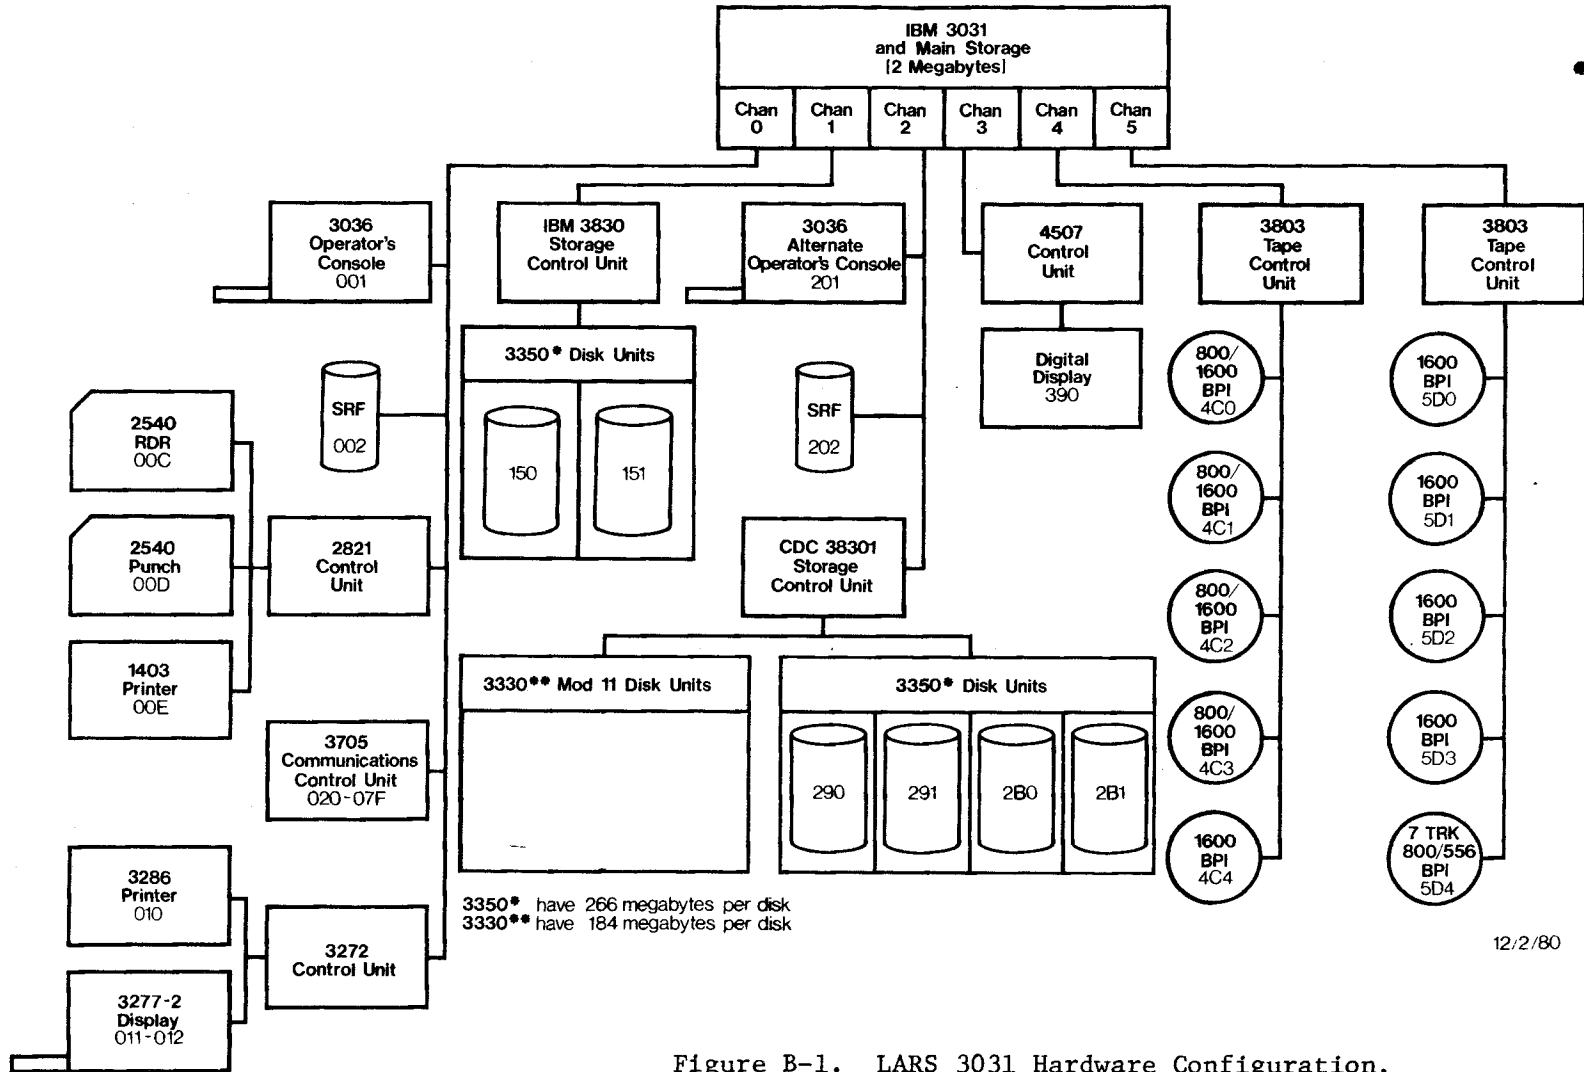 IBM 3031
and Main Storage
[2 Megabytes]
Chan
0
Chan
1
Chan
2
Chan
3
Chan
4
Chan
5
3036
Operator's
Console
001
IBM 3830
Storage
Control Unit
3036
Alternate
Operator's Console
201
4507
Control
Unit
3803
Tape
Control
Unit
3803
Tape
Control
Unit
SRF
002
3350* Disk Units
150
151
SRF
202
Digital
Display
390
2540
RDR
00C
2540
Punch
00D
1403
Printer
00E
2821
Control
Unit
CDC 38301
Storage
Control Unit
3705
Communications
Control Unit
020-07F
3330** Mod 11 Disk Units
3350* Disk Units
290
291
2B0
2B1
3286
Printer
010
3277-2
Display
011-012
3272
Control Unit
800/
1600
BPI
4C0
800/
1600
BPI
4C1
800/
1600
BPI
4C2
800/
1600
BPI
4C3
1600
BPI
4C4
1600
BPI
5D0
1600
BPI
5D1
1600
BPI
5D2
1600
BPI
5D3
7 TRK
800/556
BPI
5D4
3350* have 266 megabytes per disk
3330** have 184 megabytes per disk
12/2/80
Figure B-1. LARS 3031 Hardware Configuration.